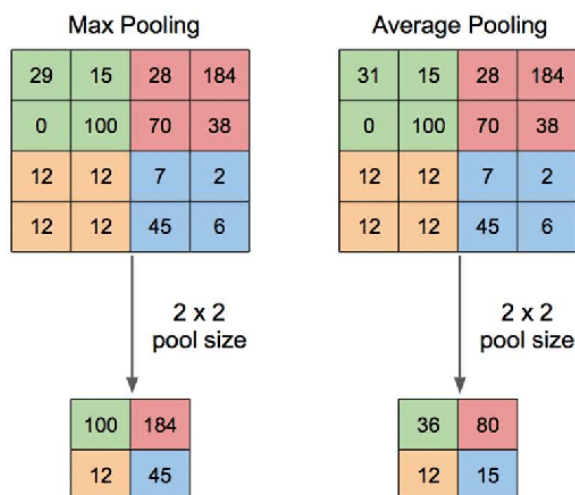 Max Pooling
29 15 28 184
0 100 70 38
12 12 7 2
12 12 45 6
2 x 2
pool size
100 184
12 45
Average Pooling
31 15 28 184
0 100 70 38
12 12 7 2
12 12 45 6
2 x 2
pool size
36 80
12 15